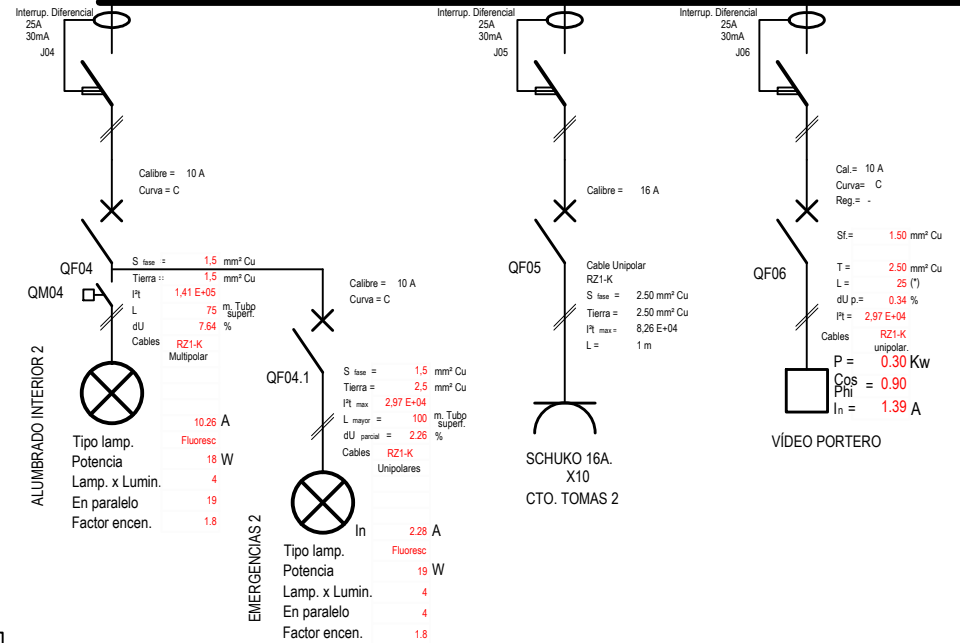 Interrup. Diferencial
25A
30mA
J04
Calibre = 10 A
Curva = C
QF04
QM04
S fase = 1,5 mm² Cu
Tierra = 1,5 mm² Cu
I²t 1,41 E+05
L 75 m. Tubo superf.
dU 7.64 %
Cables RZ1-K
Multipolar
ALUMBRADO INTERIOR 2
10.26 A
Tipo lamp. Fluoresc
Potencia 18 W
Lamp. x Lumin. 4
En paralelo 19
Factor encen. 1.8
Calibre = 10 A
Curva = C
QF04.1
S fase = 1,5 mm² Cu
Tierra = 2,5 mm² Cu
I²t max 2,97 E+04
L mayor = 100 m. Tubo superf.
dU parcial = 2.26 %
Cables RZ1-K
Unipolares
EMERGENCIAS 2
In 2.28 A
Tipo lamp. Fluoresc
Potencia 19 W
Lamp. x Lumin. 4
En paralelo 4
Factor encen. 1.8
Interrup. Diferencial
25A
30mA
J05
Calibre = 16 A
QF05
Cable Unipolar
RZ1-K
S fase = 2.50 mm² Cu
Tierra = 2.50 mm² Cu
I²t max = 8,26 E+04
L = 1 m
SCHUKO 16A.
X10
CTO. TOMAS 2
Interrup. Diferencial
25A
30mA
J06
Cal.= 10 A
Curva= C
Reg.= -
QF06
Sf.= 1.50 mm² Cu
T = 2.50 mm² Cu
L = 25 (*)
dU p.= 0.34 %
I²t = 2,97 E+04
Cables RZ1-K
unipolar.
P = 0.30 Kw
Cos Phi = 0.90
In = 1.39 A
VÍDEO PORTERO